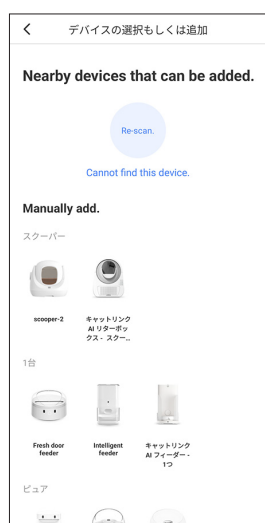 デバイスの選択もしくは追加
Nearby devices that can be added.
Re-scan.
Cannot find this device.
Manually add.
スクーパー
scooper-2
キャットリンク
AI リターボッ
クス - スクー...
1台
Fresh door
feeder
Intelligent
feeder
キャットリンク
AI フィーダー -
1つ
ピュア